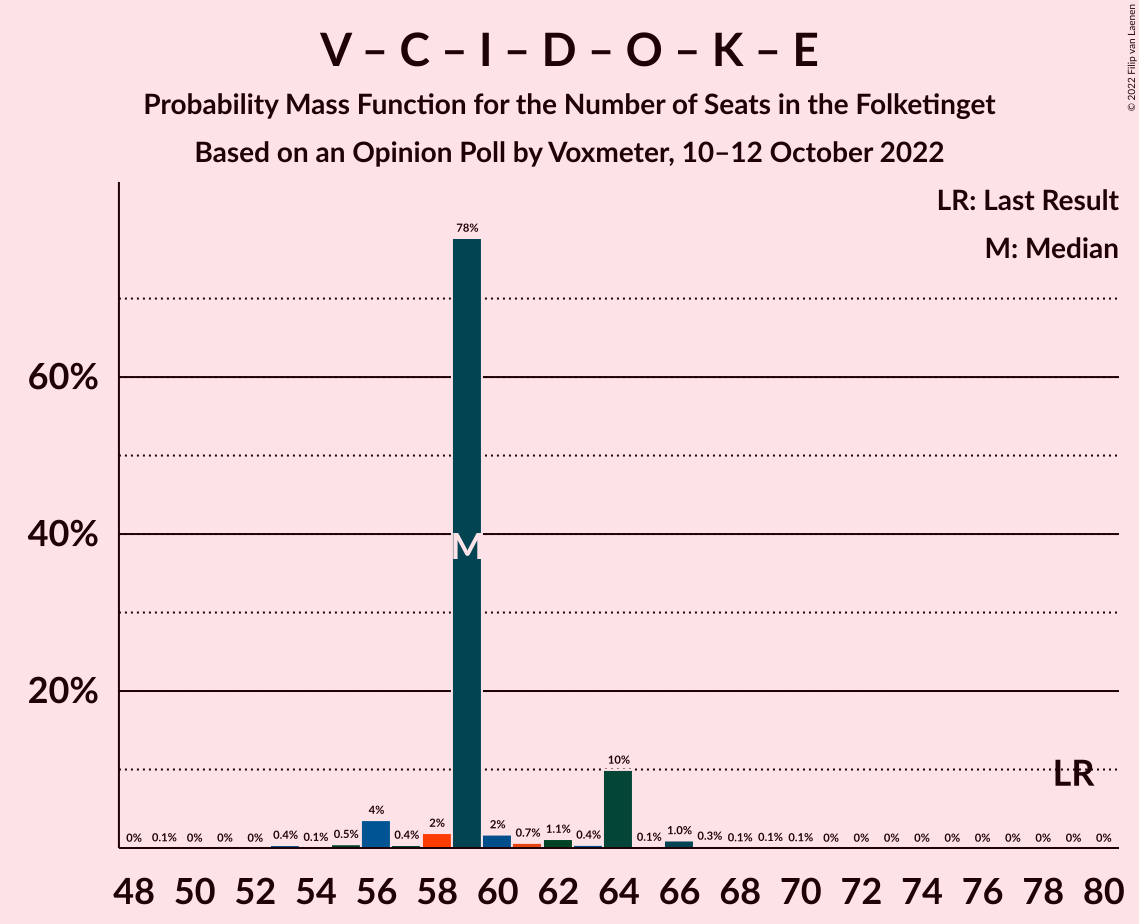 V – C – I – D – O – K – E
Probability Mass Function for the Number of Seats in the Folketinget
Based on an Opinion Poll by Voxmeter, 10–12 October 2022
© 2022 Filip van Laenen
LR: Last Result
M: Median
78%
60%
40%
M
20%
10%
LR
4%
2%
2%
0% 0.1% 0% 0% 0% 0.4% 0.1% 0.5% 0.4% 0.7% 1.1% 0.4% 0.1% 1.0% 0.3% 0.1% 0.1% 0.1% 0% 0% 0% 0% 0% 0% 0% 0% 0% 0%
48 50 52 54 56 58 60 62 64 66 68 70 72 74 76 78 80